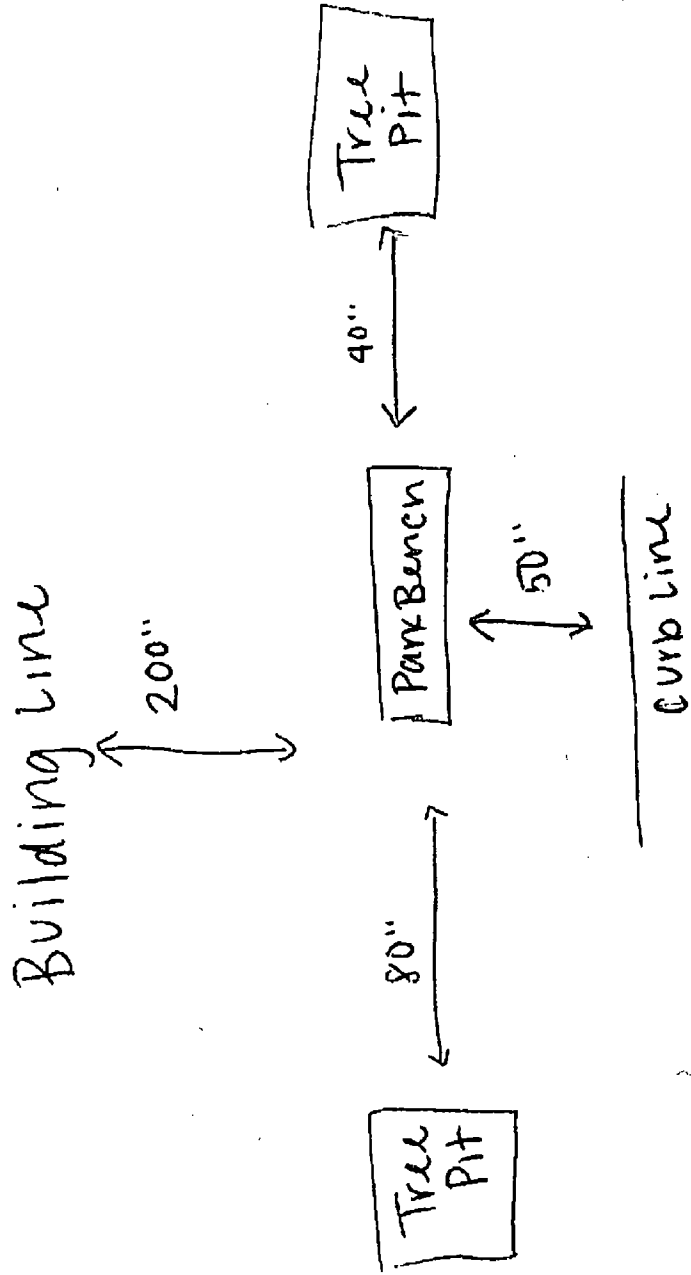 Building Line
200"
Tree
Pit
80"
Park Bench
40"
Tree
Pit
50"
curb Line